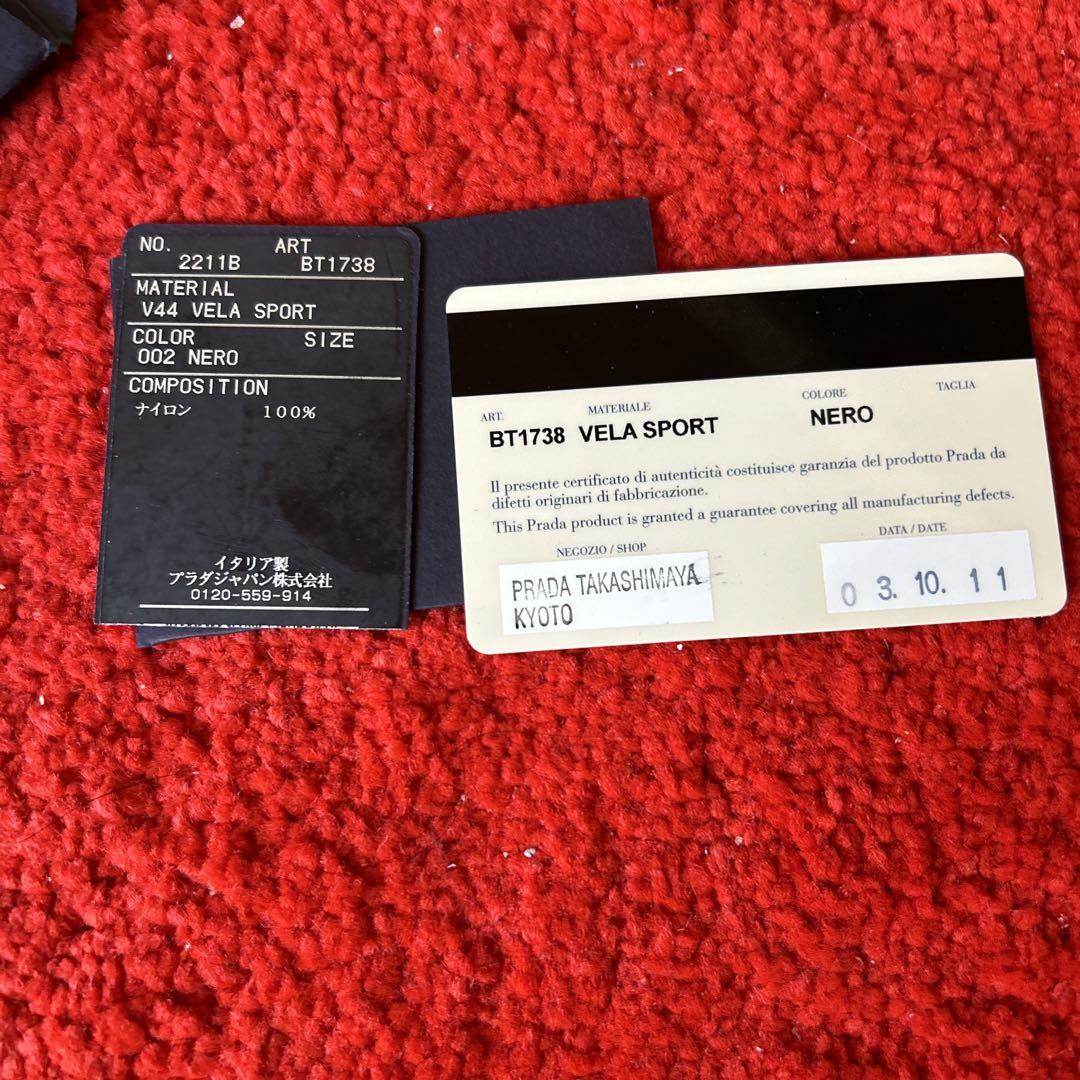 NO. ART
2211B BT1738
MATERIAL
V44 VELA SPORT
COLOR SIZE
002 NERO
COMPOSITION
ナイロン 100%
イタリア製
プラダジャパン株式会社
0120-559-914
ART. MATERIALE COLORE TAGLIA
BT1738 VELA SPORT NERO
Il presente certificato di autenticità costituisce garanzia del prodotto Prada da
difetti originari di fabbricazione.
This Prada product is granted a guarantee covering all manufacturing defects.
NEGOZIO / SHOP DATA / DATE
PRADA TAKASHIMAYA
KYOTO
0 3. 10. 1 1